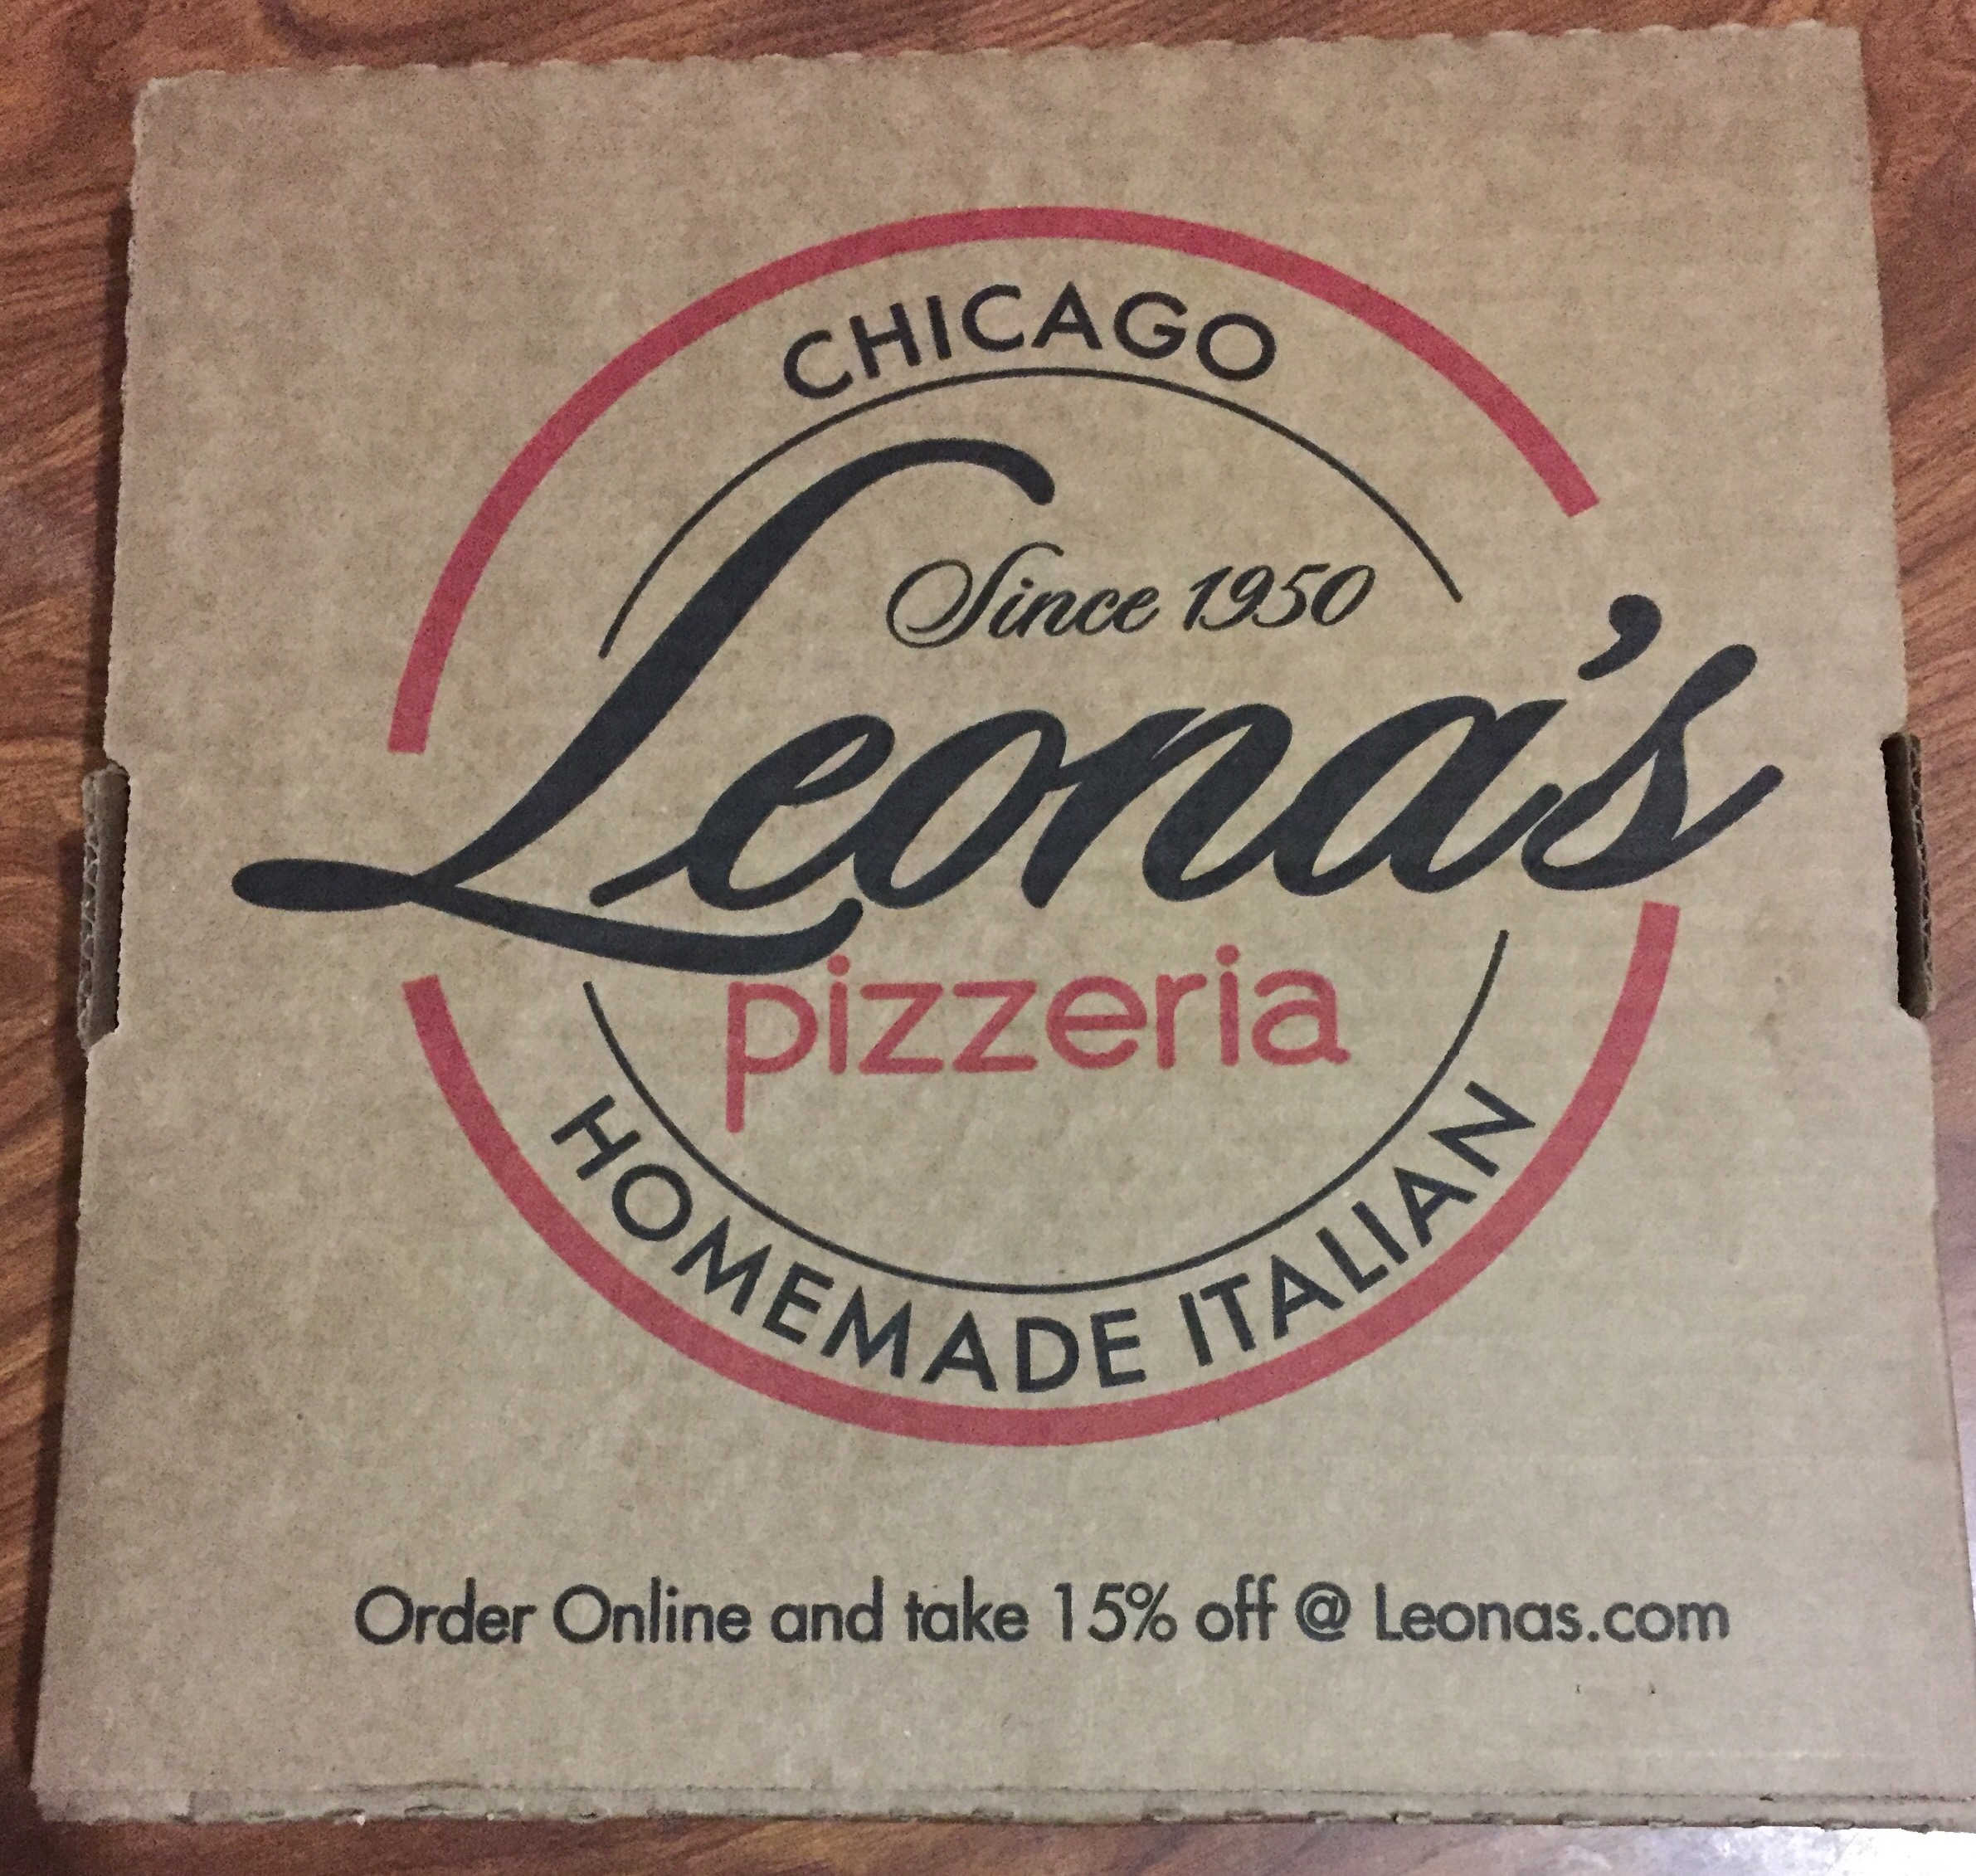 CHICAGO
Since 1950
Leona's
pizzeria
HOMEMADE ITALIAN
Order Online and take 15% off @ Leonas.com